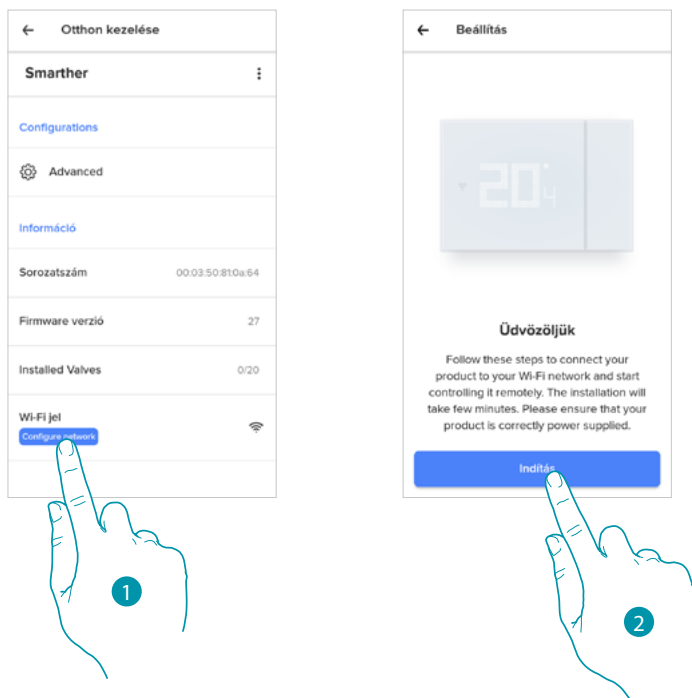 Otthon kezelése
Smarther
Configurations
Advanced
Információ
Sorozatszám 00:03:50:81:0a:64
Firmware verzió 27
Installed Valves 0/20
Wi-Fi jel
Configure network
1
Beállítás
20.4
Üdvözöljük
Follow these steps to connect your
product to your Wi-Fi network and start
controlling it remotely. The installation will
take few minutes. Please ensure that your
product is correctly power supplied.
Indítás
2